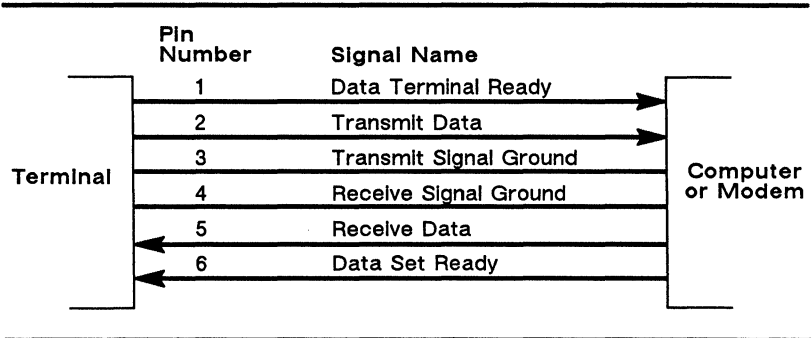 Pin
Number Signal Name
1 Data Terminal Ready
2 Transmit Data
3 Transmit Signal Ground
Terminal
4 Receive Signal Ground
Computer
or Modem
5 Receive Data
6 Data Set Ready